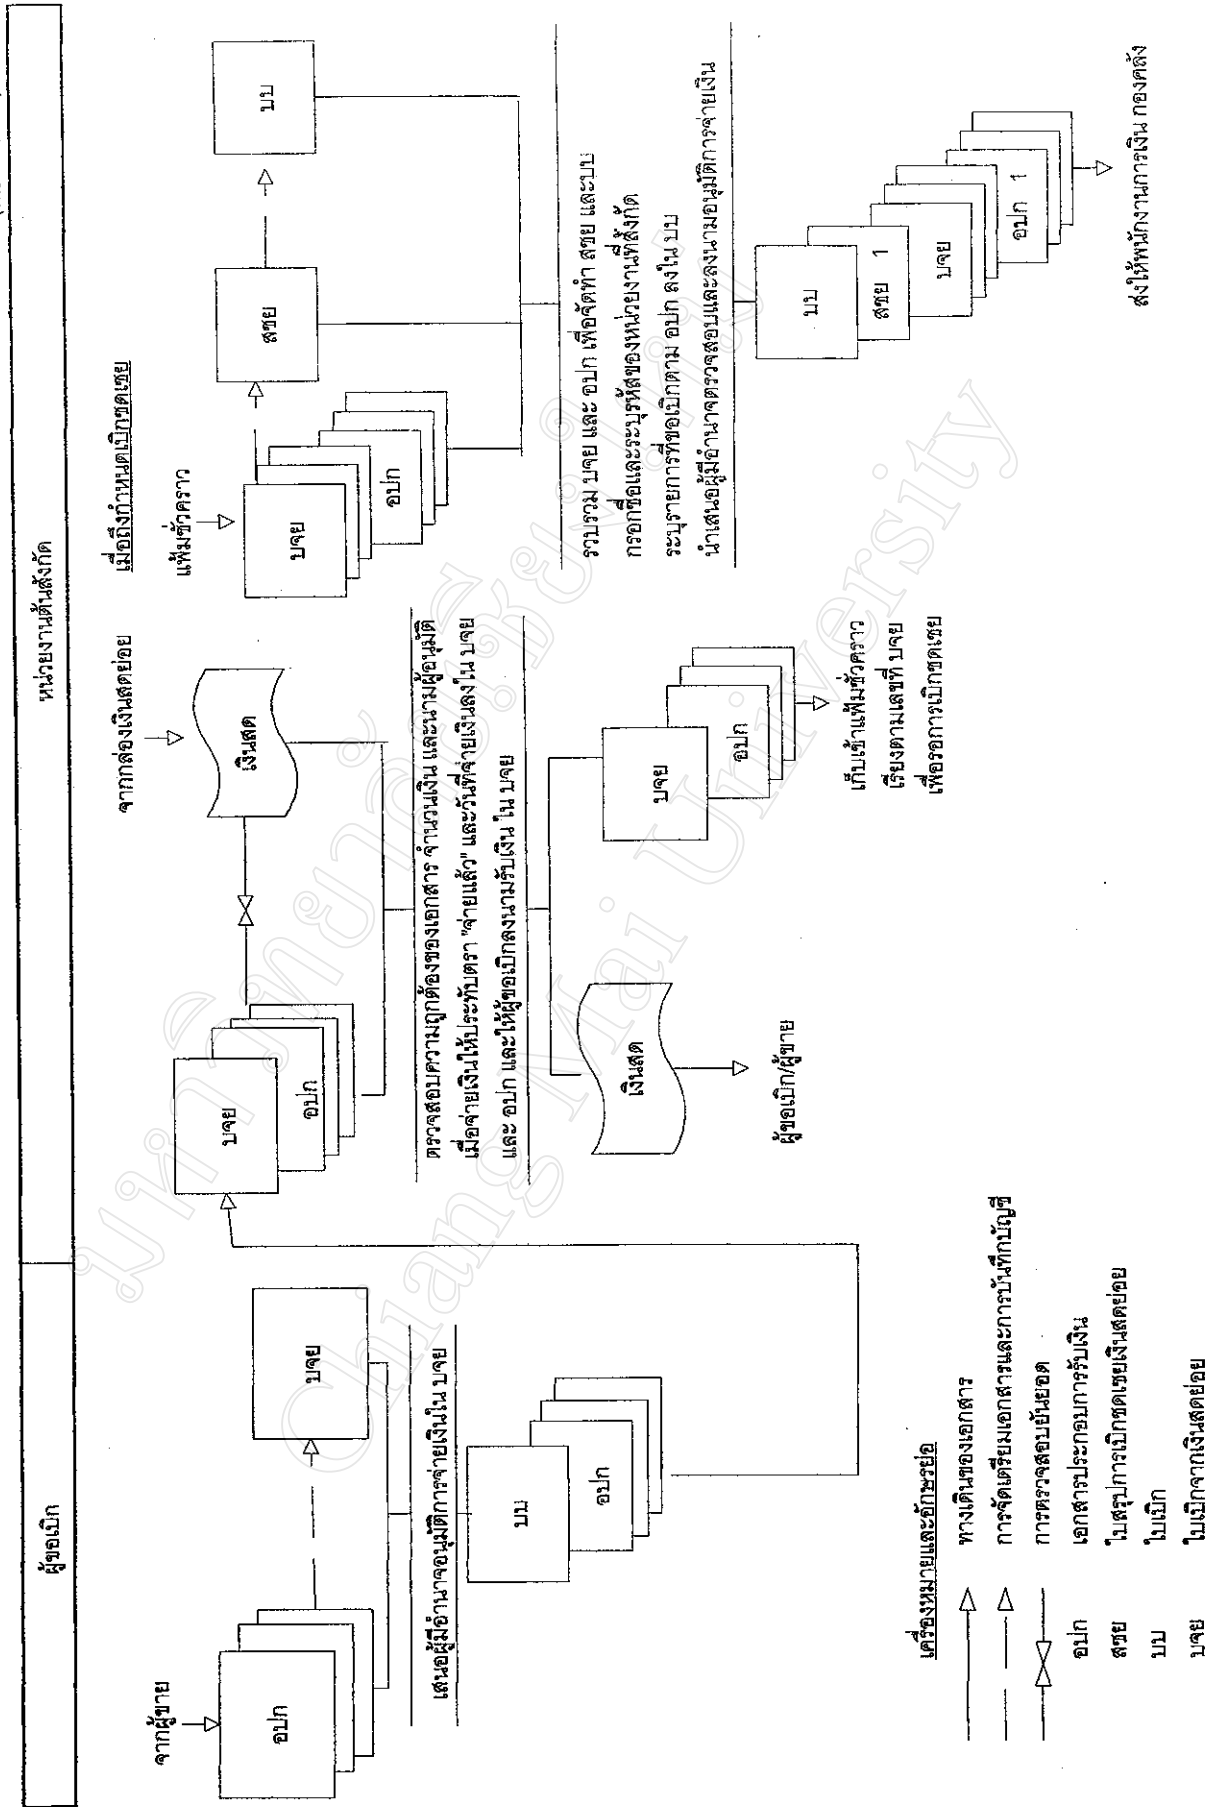 ผู้ขอเบิก
หน่วยงานต้นสังกัด
จากผู้ขาย
อปก
บจย
เสนอผู้มีอำนาจอนุมัติการจ่ายเงินใน บจย
บบ
อปก
จากกล่องเงินสดย่อย
บจย
อปก
เงินสด
ตรวจสอบความถูกต้องของเอกสาร จำนวนเงิน และนามผู้อนุมัติ
เมื่อจ่ายเงินให้ประทับตรา "จ่ายแล้ว" และวันที่จ่ายเงินลงใน บจย
และ อปก และให้ผู้ขอเบิกลงนามรับเงิน ใน บจย
เงินสด
ผู้ขอเบิก/ผู้ขาย
บจย
อปก
เก็บเข้าแฟ้มชั่วคราว
เรียงตามเลขที่ บจย
เพื่อรอการเบิกชดเชย
เมื่อถึงกำหนดเบิกชดเชย
แฟ้มชั่วคราว
บจย
อปก
สชย
บบ
รวบรวม บจย และ อปก เพื่อจัดทำ สชย และบบ
กรอกชื่อและระบุรหัสของหน่วยงานที่สังกัด
ระบุรายการที่ขอเบิกตาม อปก ลงใน บบ
นำเสนอผู้มีอำนาจตรวจสอบและลงนามอนุมัติการจ่ายเงิน
บบ
สชย 1
บจย
อปก 1
ส่งให้พนักงานการเงิน กองคลัง
เครื่องหมายและอักษรย่อ
ทางเดินของเอกสาร
การจัดเตรียมเอกสารและการบันทึกบัญชี
การตรวจสอบยันยอด
อปก เอกสารประกอบการรับเงิน
สชย ใบสรุปการเบิกชดเชยเงินสดย่อย
บบ ใบเบิก
บจย ใบเบิกจากเงินสดย่อย
มหาวิทยาลัยเชียงใหม่
Chiang Mai University